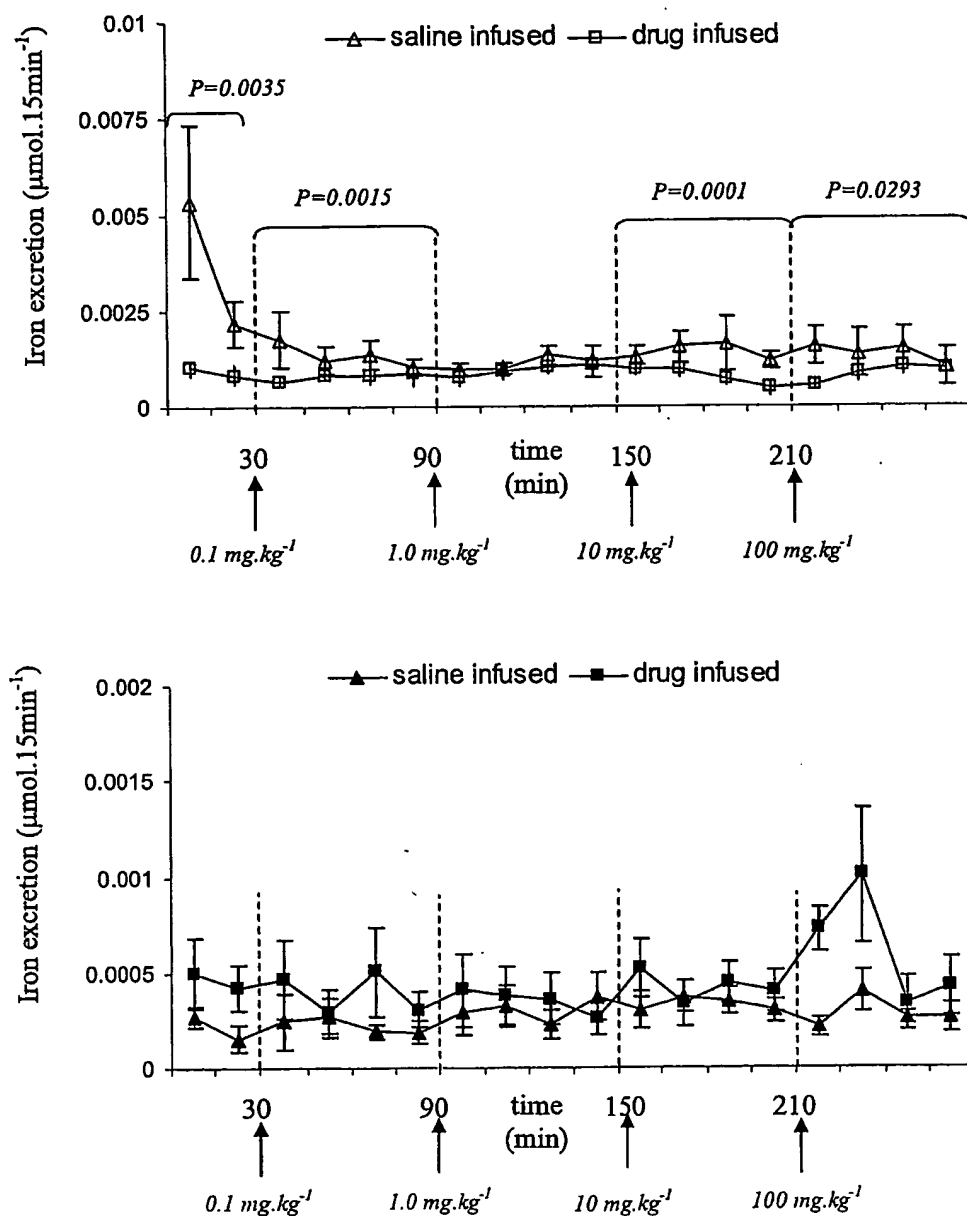 0.01
saline infused drug infused
P=0.0035
0.0075
P=0.0015
P=0.0001
P=0.0293
0.005
0.0025
0
Iron excretion (μmol.15min⁻¹)
30 90 time 150 210
(min)
0.1 mg.kg⁻¹ 1.0 mg.kg⁻¹ 10 mg.kg⁻¹ 100 mg.kg⁻¹
saline infused drug infused
0.002
0.0015
0.001
0.0005
0
Iron excretion (μmol.15min⁻¹)
30 90 time 150 210
(min)
0.1 mg.kg⁻¹ 1.0 mg.kg⁻¹ 10 mg.kg⁻¹ 100 mg.kg⁻¹